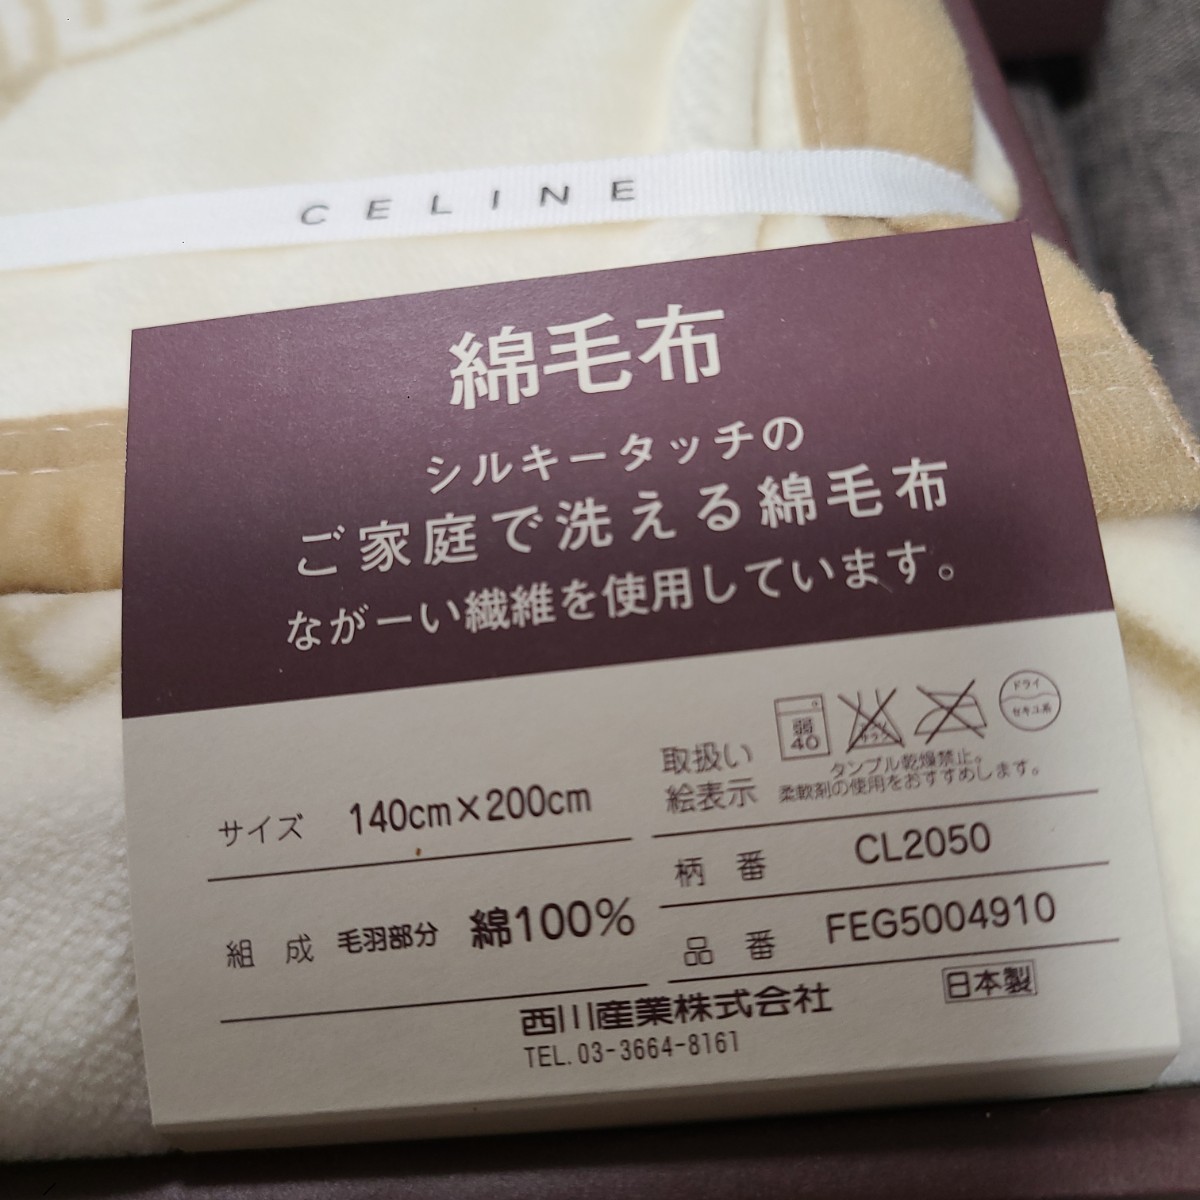 CELINE
綿毛布
シルキータッチの
ご家庭で洗える綿毛布
ながーい繊維を使用しています。
取扱い
絵表示
弱
40
ドライ
セキユ系
タンブル乾燥禁止。
柔軟剤の使用をおすすめします。
サイズ 140cm×200cm
柄番 CL2050
組成 毛羽部分 綿100%
品番 FEG5004910
西川産業株式会社 日本製
TEL.03-3664-8161